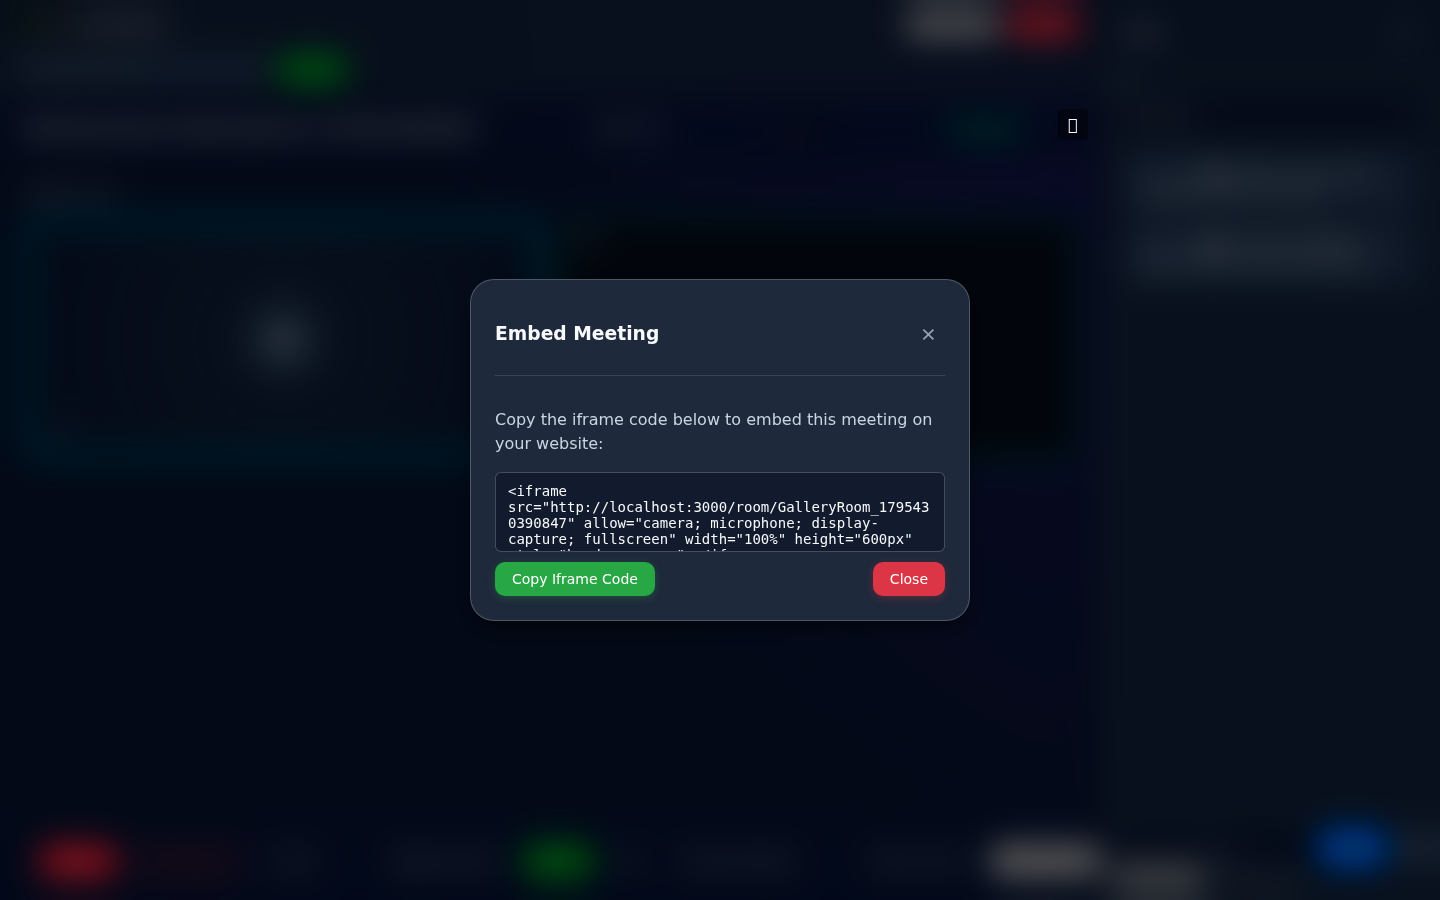 Embed Meeting
×
Copy the iframe code below to embed this meeting on
your website:
<iframe
src="http://localhost:3000/room/GalleryRoom_179543
0390847" allow="camera; microphone; display-
capture; fullscreen" width="100%" height="600px"
Copy Iframe Code
Close